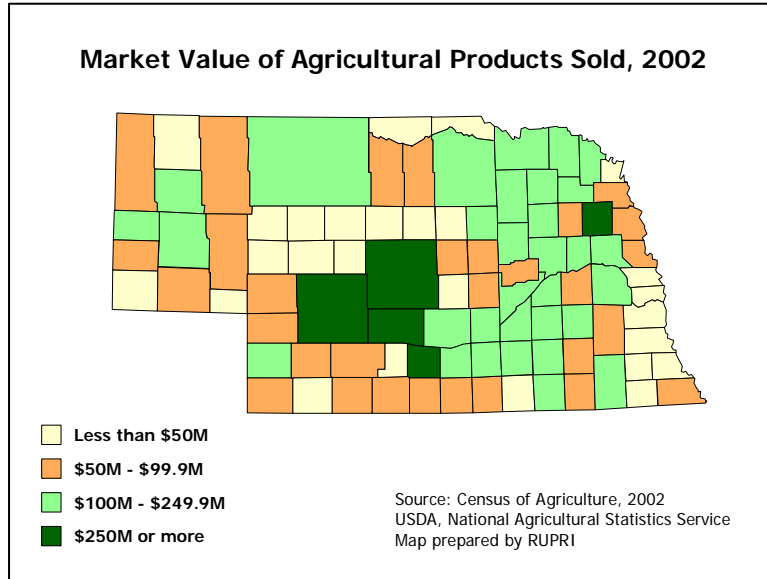 Market Value of Agricultural Products Sold, 2002
Less than $50M
$50M - $99.9M
$100M - $249.9M
$250M or more
Source: Census of Agriculture, 2002
USDA, National Agricultural Statistics Service
Map prepared by RUPRI